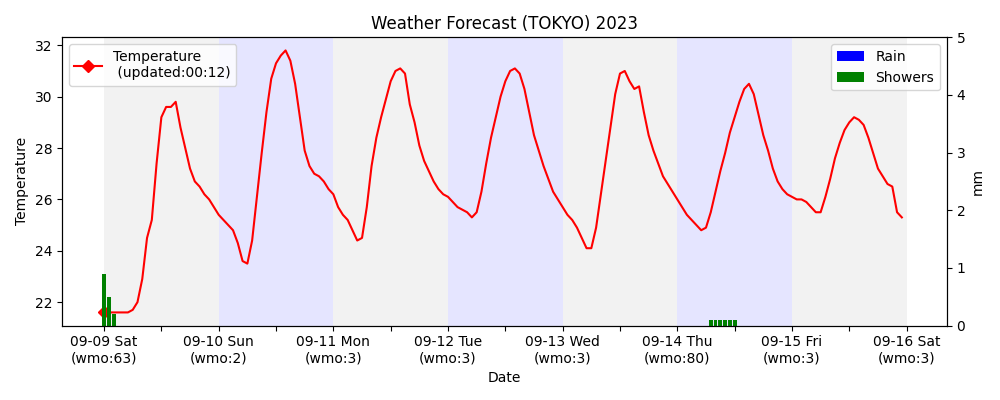 Weather Forecast (TOKYO) 2023
Temperature
(updated:00:12)
Rain
Showers
32
30
28
26
24
22
Temperature
5
4
3
2
1
0
mm
09-09 Sat
(wmo:63)
09-10 Sun
(wmo:2)
09-11 Mon
(wmo:3)
09-12 Tue
(wmo:3)
09-13 Wed
(wmo:3)
09-14 Thu
(wmo:80)
09-15 Fri
(wmo:3)
09-16 Sat
(wmo:3)
Date